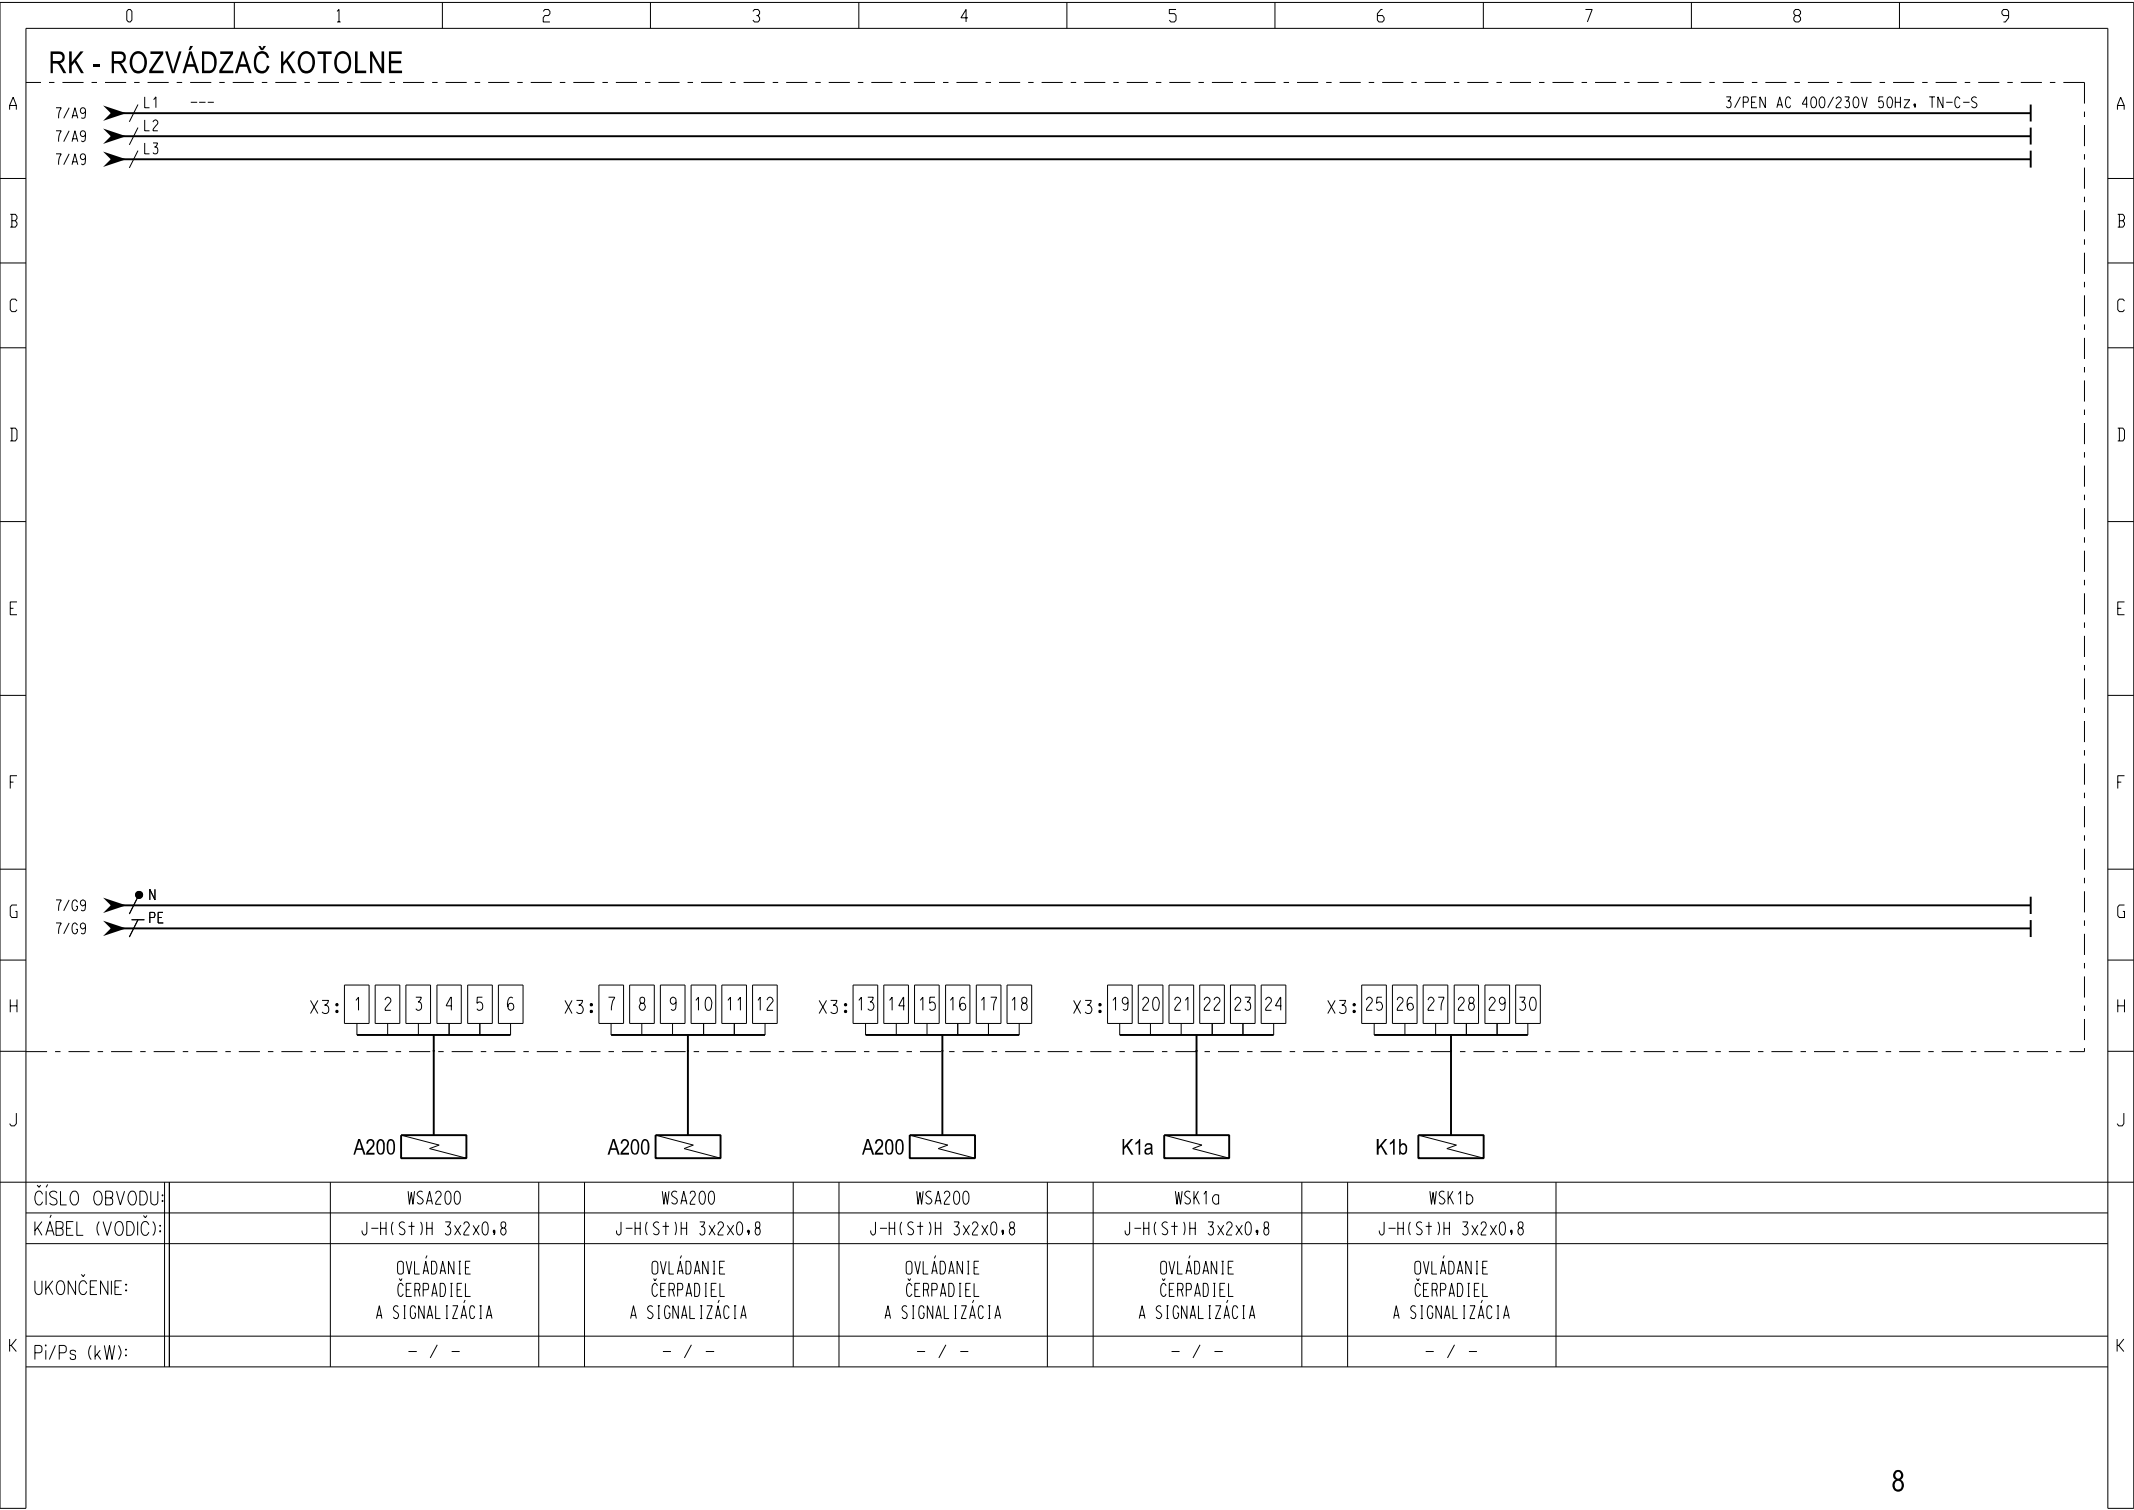 0 1 2 3 4 5 6 7 8 9
RK - ROZVÁDZAČ KOTOLNE
A A
7/A9 L1 --- 3/PEN AC 400/230V 50Hz, TN-C-S
7/A9 L2
7/A9 L3
B B
C C
D D
E E
F F
7/G9 N
G G
7/G9 PE
H X3: 1 2 3 4 5 6 X3: 7 8 9 10 11 12 X3: 13 14 15 16 17 18 X3: 19 20 21 22 23 24 X3: 25 26 27 28 29 30 H
J J
A200 A200 A200 K1a K1b
ČÍSLO OBVODU: WSA200 WSA200 WSA200 WSK1a WSK1b
KÁBEL (VODIČ): J-H(St)H 3x2x0,8 J-H(St)H 3x2x0,8 J-H(St)H 3x2x0,8 J-H(St)H 3x2x0,8 J-H(St)H 3x2x0,8
UKONČENIE:
OVLÁDANIE OVLÁDANIE OVLÁDANIE OVLÁDANIE OVLÁDANIE
ČERPADIEL ČERPADIEL ČERPADIEL ČERPADIEL ČERPADIEL
A SIGNALIZÁCIA A SIGNALIZÁCIA A SIGNALIZÁCIA A SIGNALIZÁCIA A SIGNALIZÁCIA
K K
Pi/Ps (kW): - / - - / - - / - - / - - / -
8